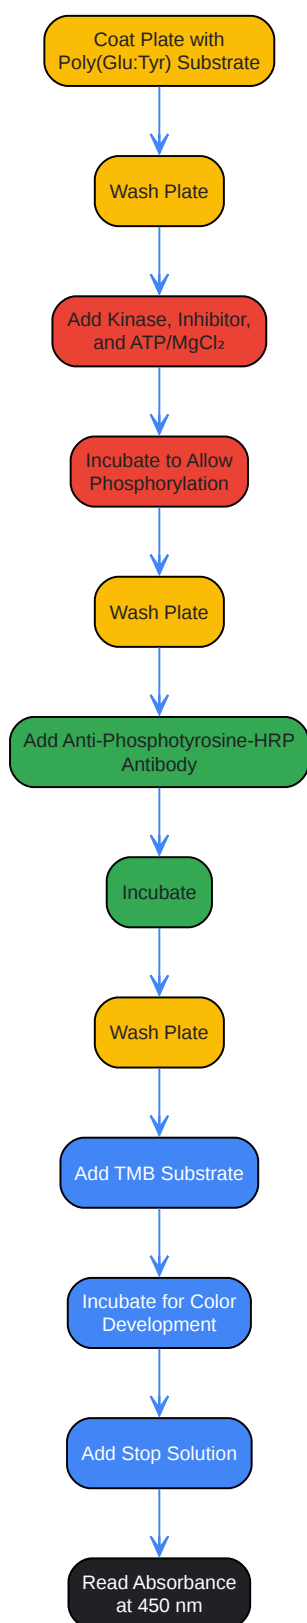 Coat Plate with
Poly(Glu:Tyr) Substrate
Wash Plate
Add Kinase, Inhibitor,
and ATP/MgCl₂
Incubate to Allow
Phosphorylation
Wash Plate
Add Anti-Phosphotyrosine-HRP
Antibody
Incubate
Wash Plate
Add TMB Substrate
Incubate for Color
Development
Add Stop Solution
Read Absorbance
at 450 nm